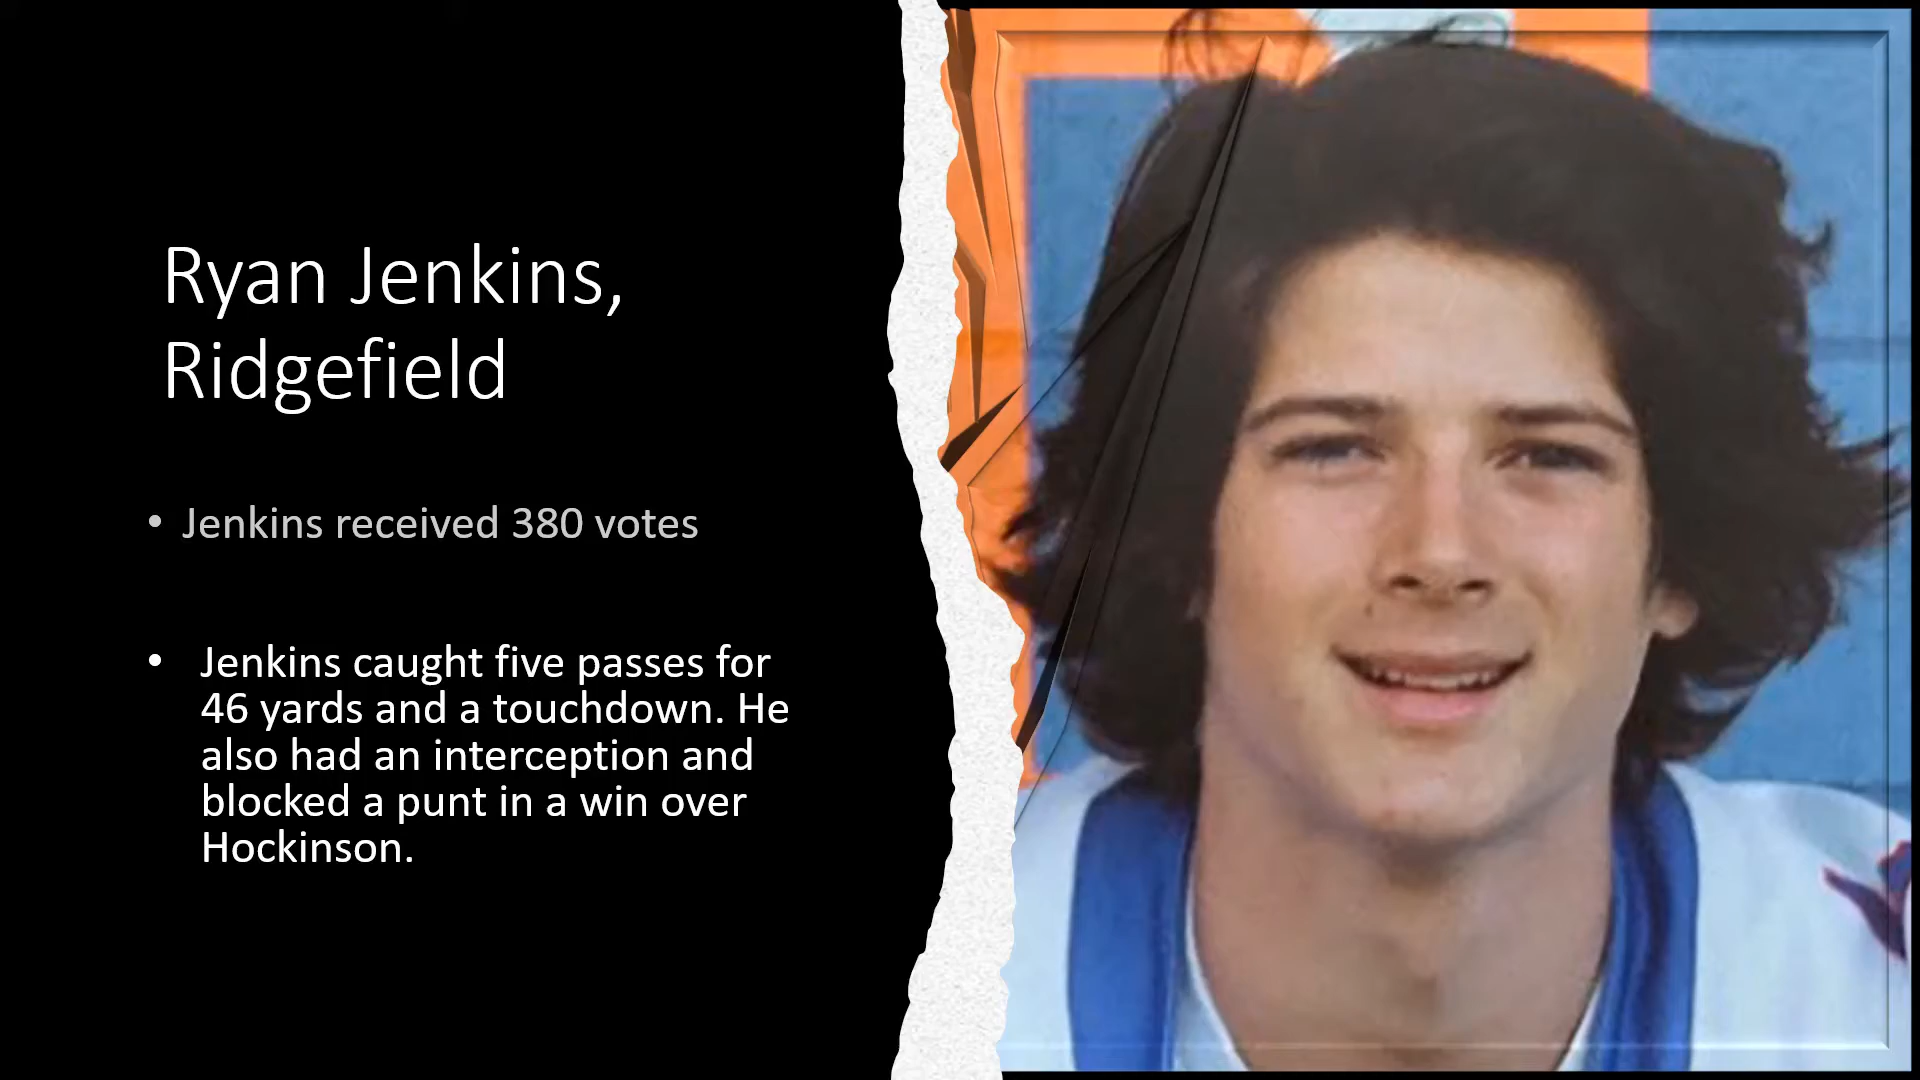 Ryan Jenkins,
Ridgefield
• Jenkins received 380 votes
• Jenkins caught five passes for
46 yards and a touchdown. He
also had an interception and
blocked a punt in a win over
Hockinson.